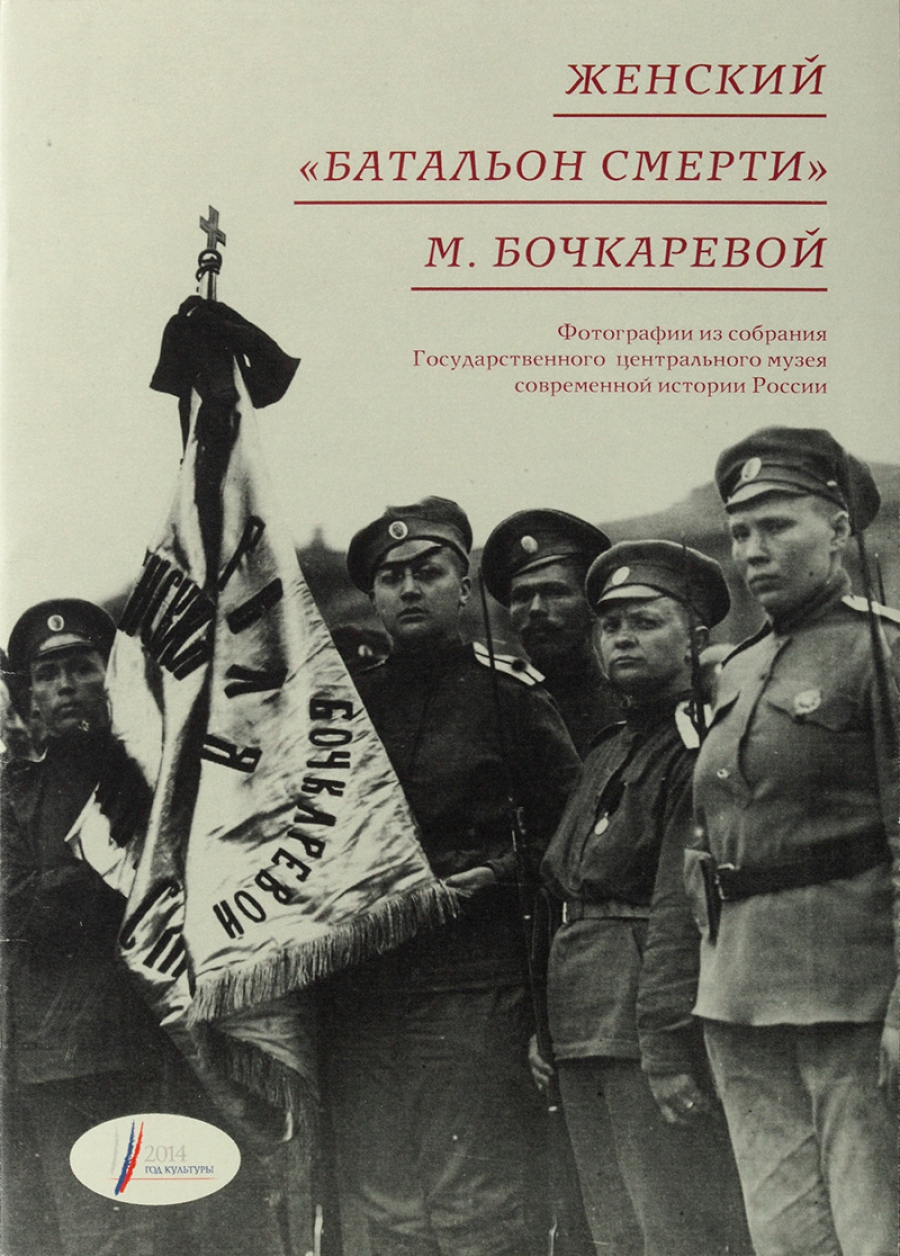 ЖЕНСКИЙ
«БАТАЛЬОН СМЕРТИ»
М. БОЧКАРЕВОЙ
Фотографии из собрания
Государственного центрального музея
современной истории России
БОЧКАРЕВОЙ
2014
ГОД КУЛЬТУРЫ